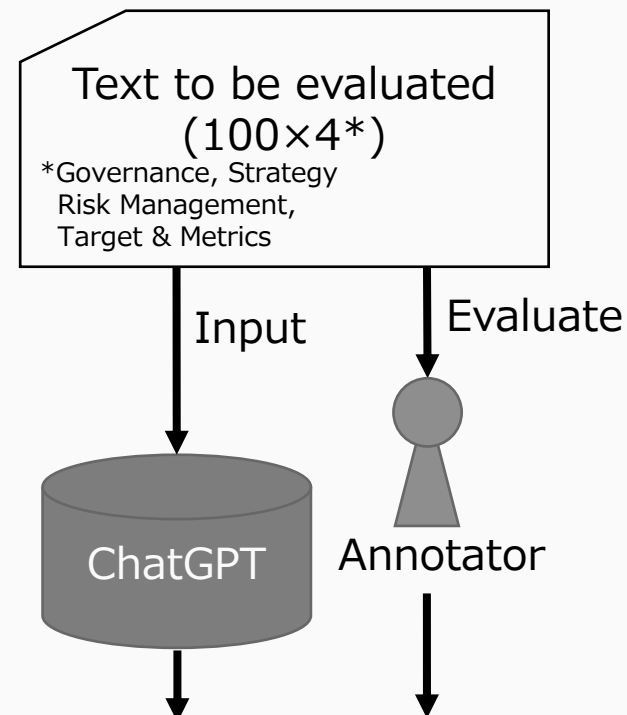 Text to be evaluated
(100×4*)
*Governance, Strategy
Risk Management,
Target & Metrics
Input
Evaluate
ChatGPT
Annotator